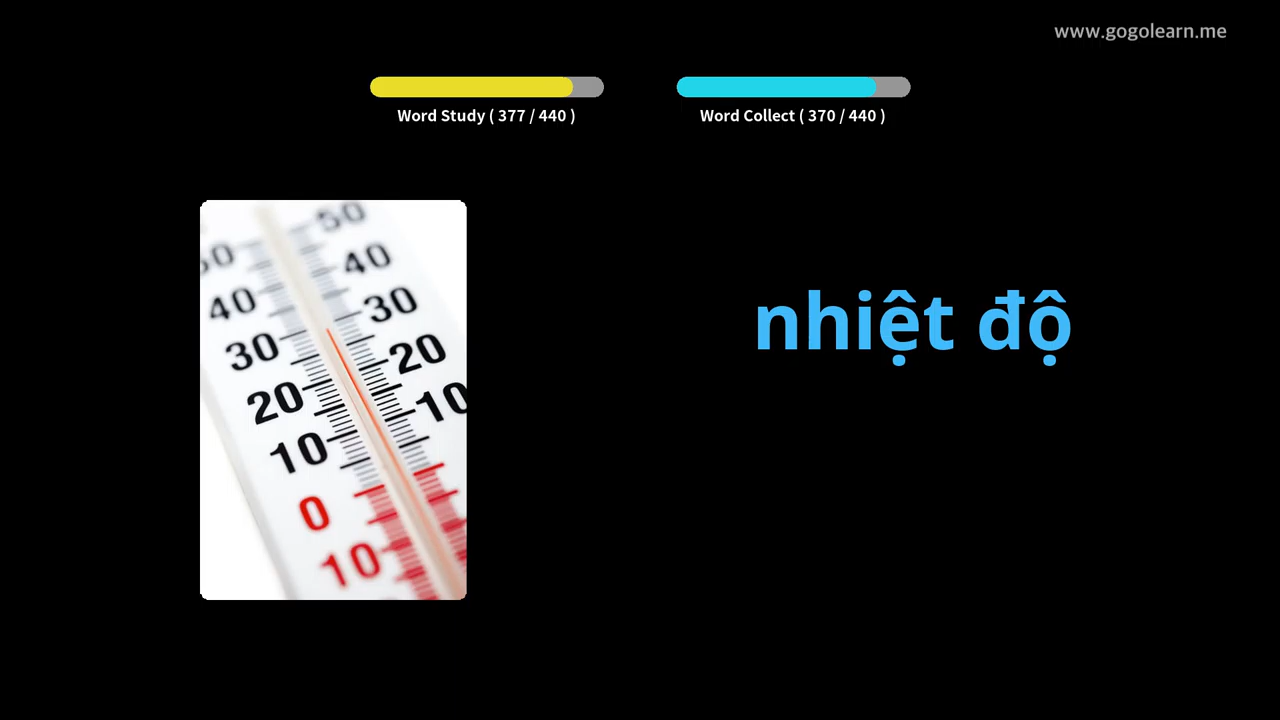 www.gogolearn.me
Word Study ( 377 / 440 )
Word Collect ( 370 / 440 )
50
40
30
20
10
40
30
20
10
0
10
nhiệt độ